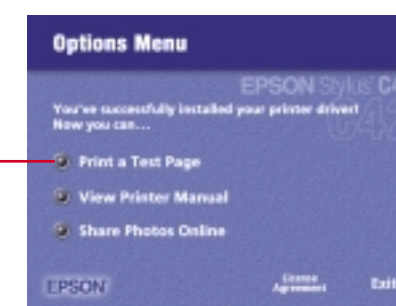 Options Menu
EPSON Stylus C42
You've successfully installed your printer driver!
Now you can...
Print a Test Page
View Printer Manual
Share Photos Online
EPSON
License
Agreement
Exit